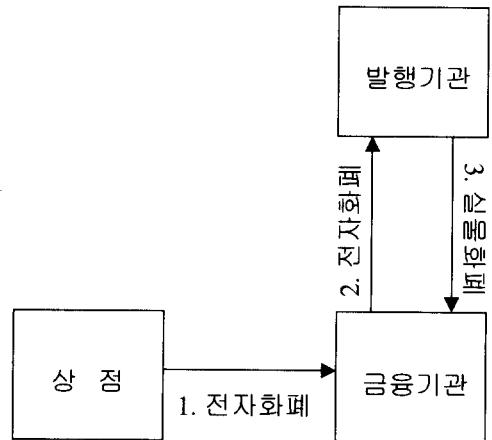 발행기관
2. 전자화폐
3. 실물화폐
상 점
1. 전자화폐
금융기관